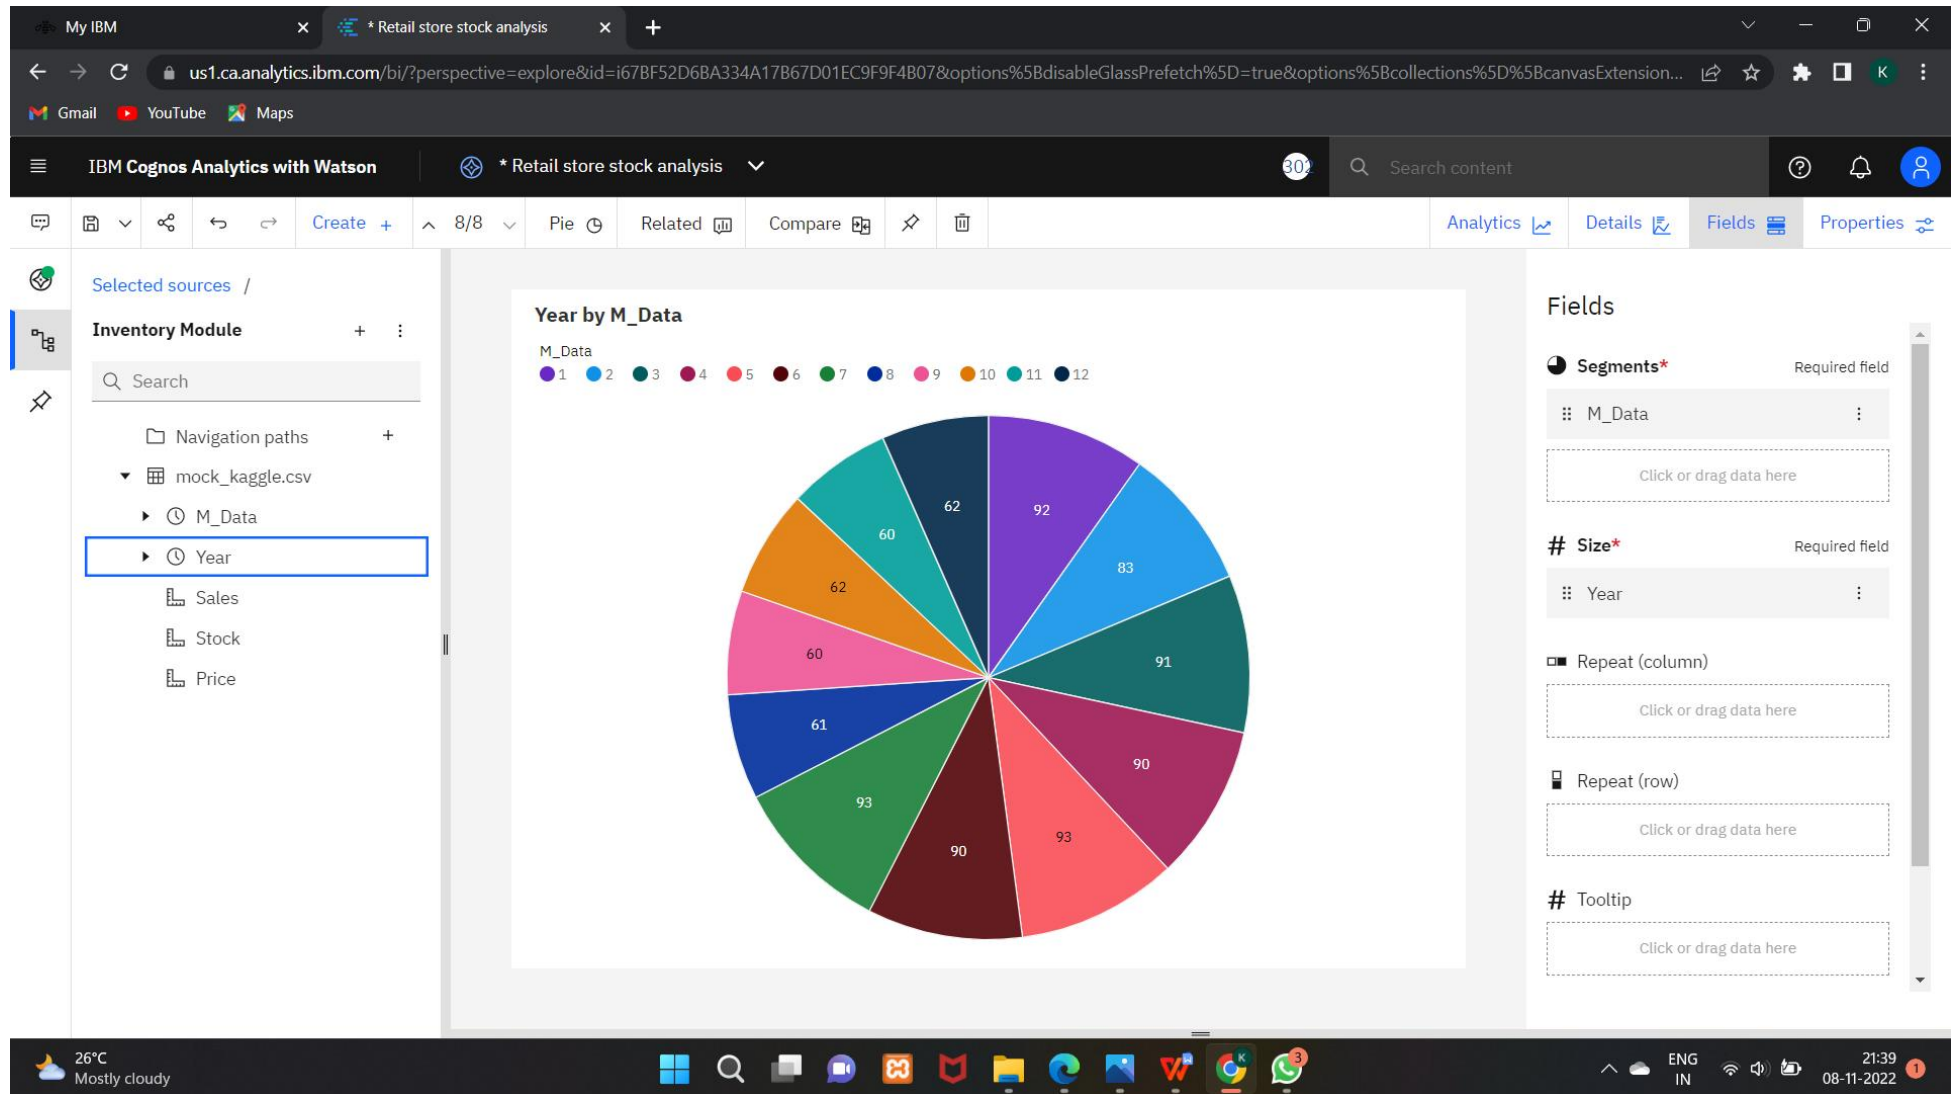 My IBM
* Retail store stock analysis
us1.ca.analytics.ibm.com/bi/?perspective=explore&id=i67BF52D6BA334A17B67D01EC9F9F4B07&options%5BdisableGlassPrefetch%5D=true&options%5Bcollections%5D%5BcanvasExtension...
K
Gmail
YouTube
Maps
IBM Cognos Analytics with Watson
* Retail store stock analysis
302
Search content
Create +
8/8
Pie
Related
Compare
Analytics
Details
Fields
Properties
Selected sources /
Inventory Module
Search
Navigation paths
mock_kaggle.csv
M_Data
Year
Sales
Stock
Price
Year by M_Data
M_Data
1 2 3 4 5 6 7 8 9 10 11 12
62
92
60
83
62
60
91
61
90
93
93
90
Fields
Segments* Required field
M_Data
Click or drag data here
# Size* Required field
Year
Repeat (column)
Click or drag data here
Repeat (row)
Click or drag data here
# Tooltip
Click or drag data here
26°C
Mostly cloudy
K
3
ENG
IN
21:39
08-11-2022
1